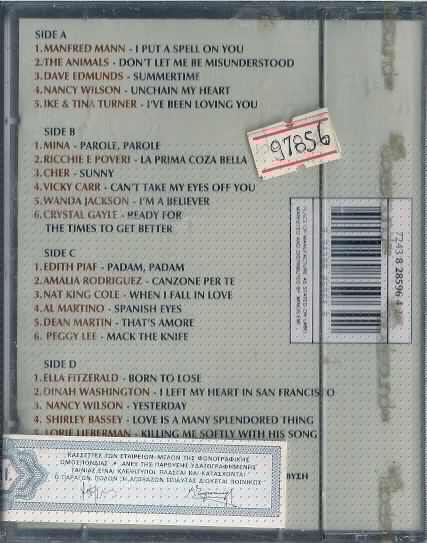 SIDE A
1.MANFRED MANN - I PUT A SPELL ON YOU
2.THE ANIMALS - DON'T LET ME BE MISUNDERSTOOD
3.DAVE EDMUNDS - SUMMERTIME
4.NANCY WILSON - UNCHAIN MY HEART
5.IKE & TINA TURNER - I'VE BEEN LOVING YOU
97856
SIDE B
1.MINA - PAROLE, PAROLE
2.RICCHIE E POVERI - LA PRIMA COZA BELLA
3.CHER - SUNNY
4.VICKY CARR - CAN'T TAKE MY EYES OFF YOU
5.WANDA JACKSON - I'M A BELIEVER
6.CRYSTAL GAYLE - READY FOR
THE TIMES TO GET BETTER
SIDE C
1.EDITH PIAF - PADAM, PADAM
2.AMALIA RODRIGUEZ - CANZONE PER TE
3.NAT KING COLE - WHEN I FALL IN LOVE
4.AL MARTINO - SPANISH EYES
5.DEAN MARTIN - THAT'S AMORE
6. PEGGY LEE - MACK THE KNIFE
SIDE D
1.ELLA FITZERALD - BORN TO LOSE
2.DINAH WASHINGTON - I LEFT MY HEART IN SAN FRANCISCO
3. NANCY WILSON - YESTERDAY
4. SHIRLEY BASSEY - LOVE IS A MANY SPLENDORED THING
KILLING ME SOFTLY WITH HIS SONG
ΚΑΣΣΕΤΕΣ ΤΩΝ ΕΤΑΙΡΕΙΩΝ-ΜΕΛΩΝ ΤΗΣ ΦΩΝΟΓΡΑΦΙΚΗΣ